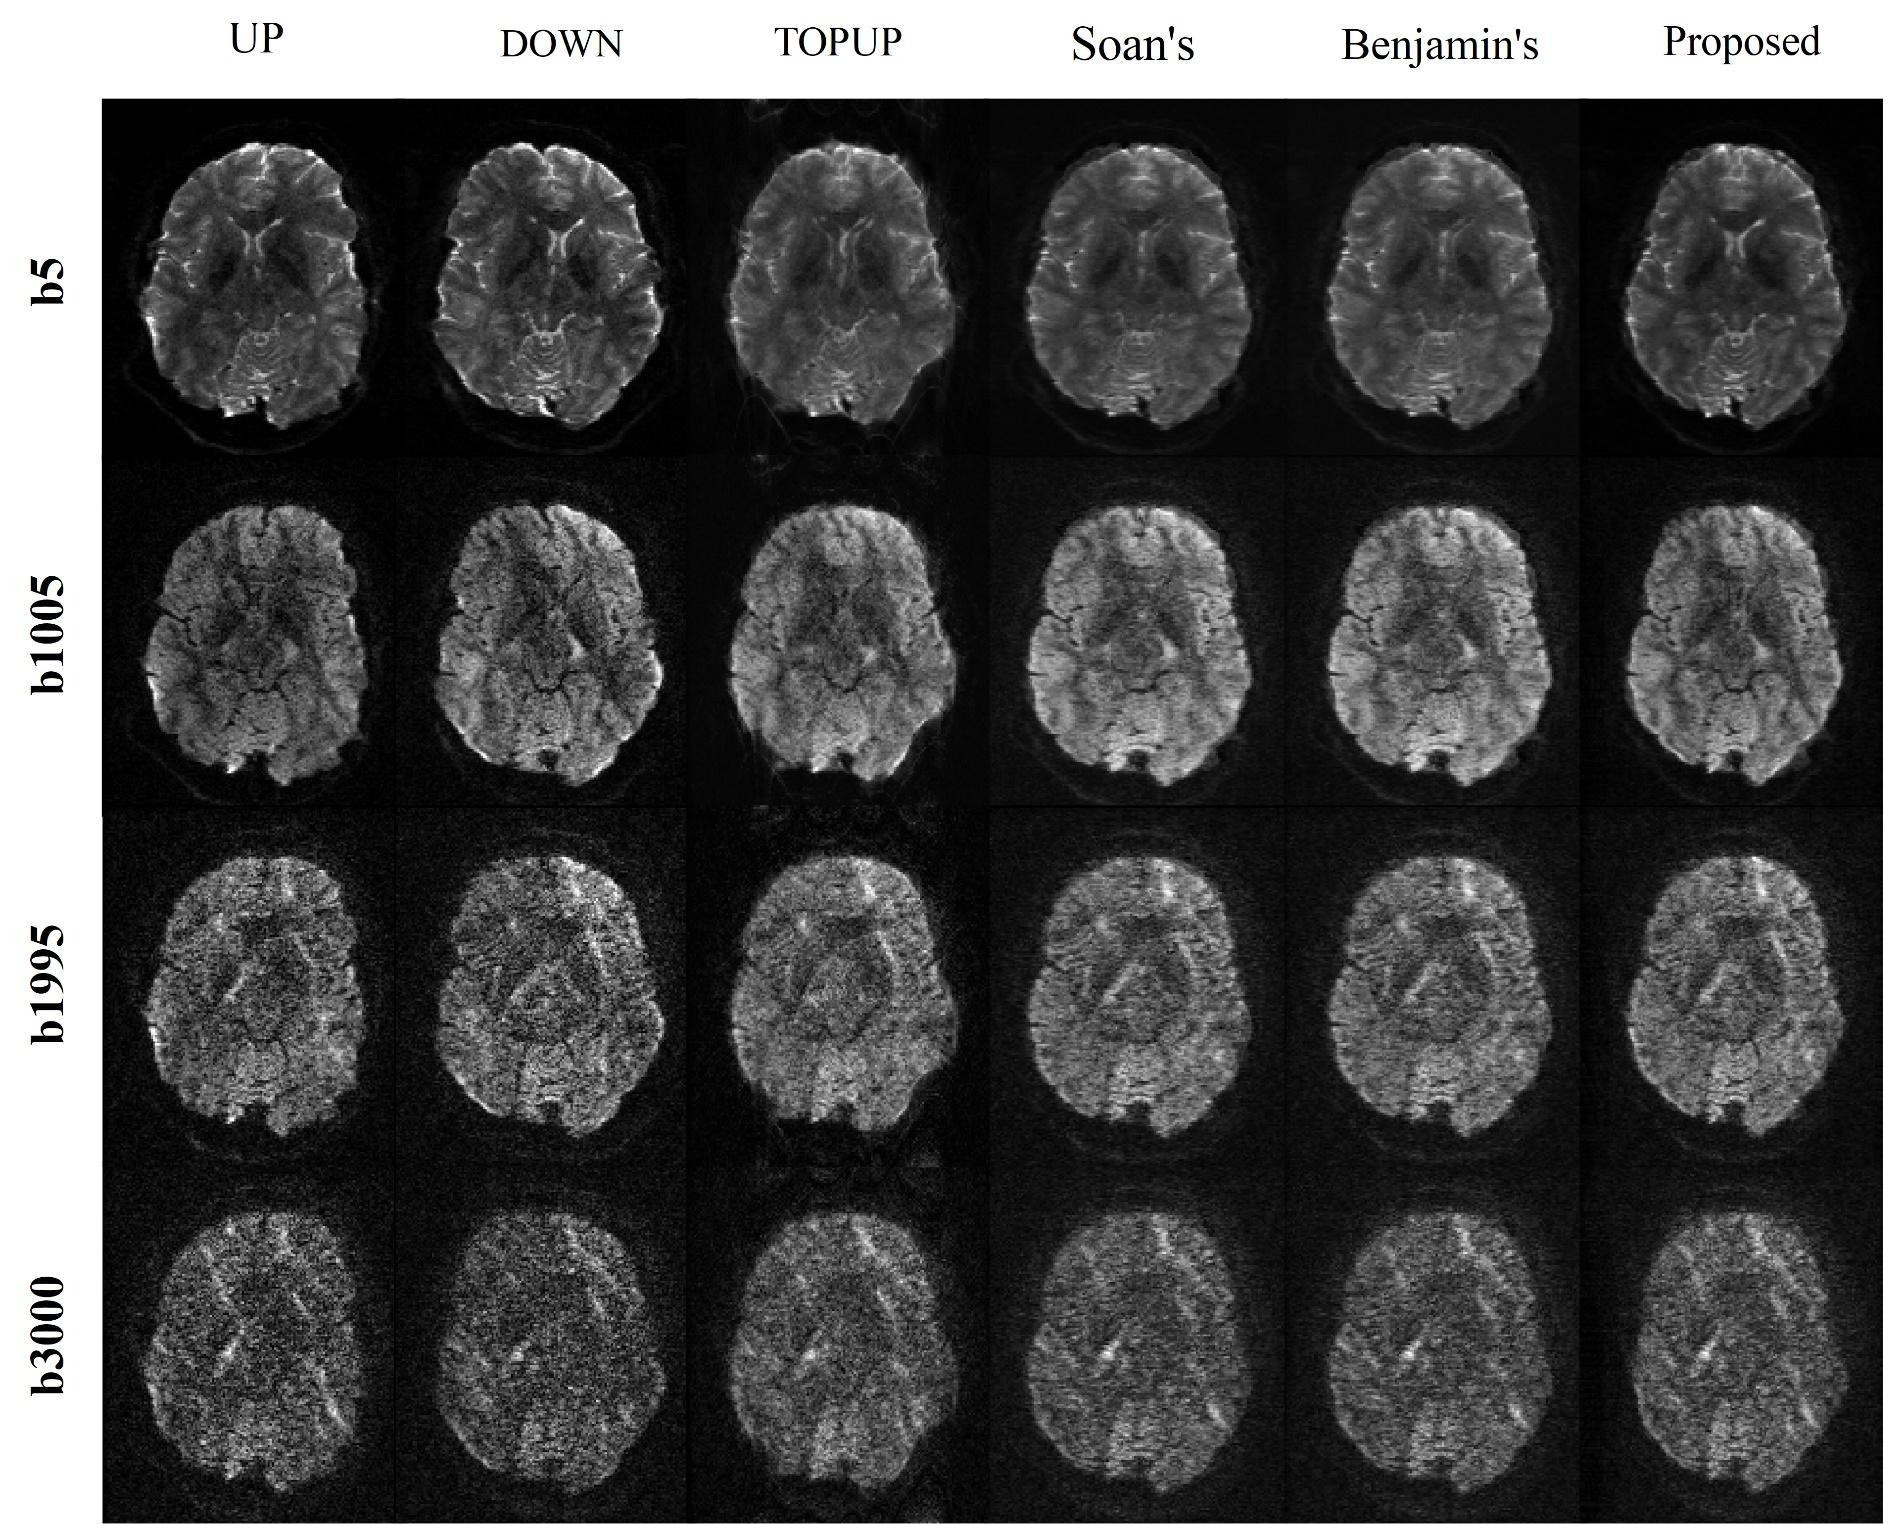 UP DOWN TOPUP Soan's Benjamin's Proposed
b5
b1005
b1995
b3000